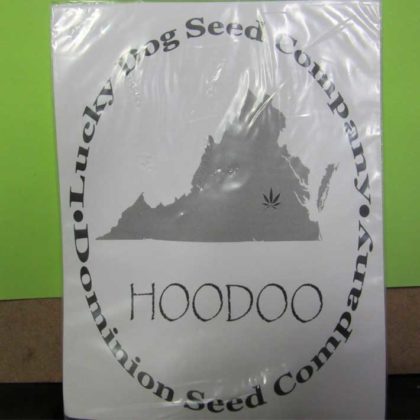 Lucky Dog Seed Company
HOODOO
Dominion Seed Company